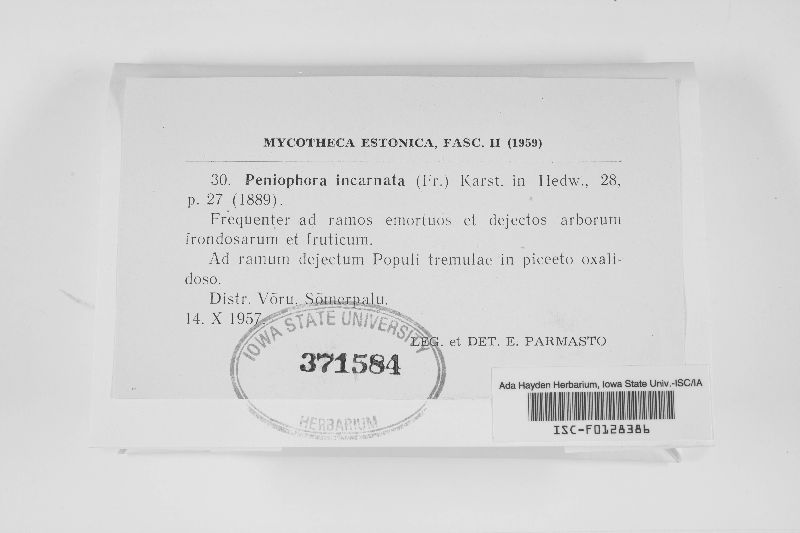 MYCOTHECA ESTONICA, FASC. II (1959)
30. Peniophora incarnata (Fr.) Karst. in Hedw., 28,
p. 27 (1889).
Frequenter ad ramos emortuos et dejectos arborum
frondosarum et fruticum.
Ad ramum dejectum Populi tremulae in piceeto oxali-
doso.
Distr. Võru, Sõmerpalu,
14. X 1957.
LEG. et DET. E. PARMASTO
IOWA STATE UNIVERSITY
371584
HERBARIUM
Ada Hayden Herbarium, Iowa State Univ.-ISC/IA
ISC-F0128386